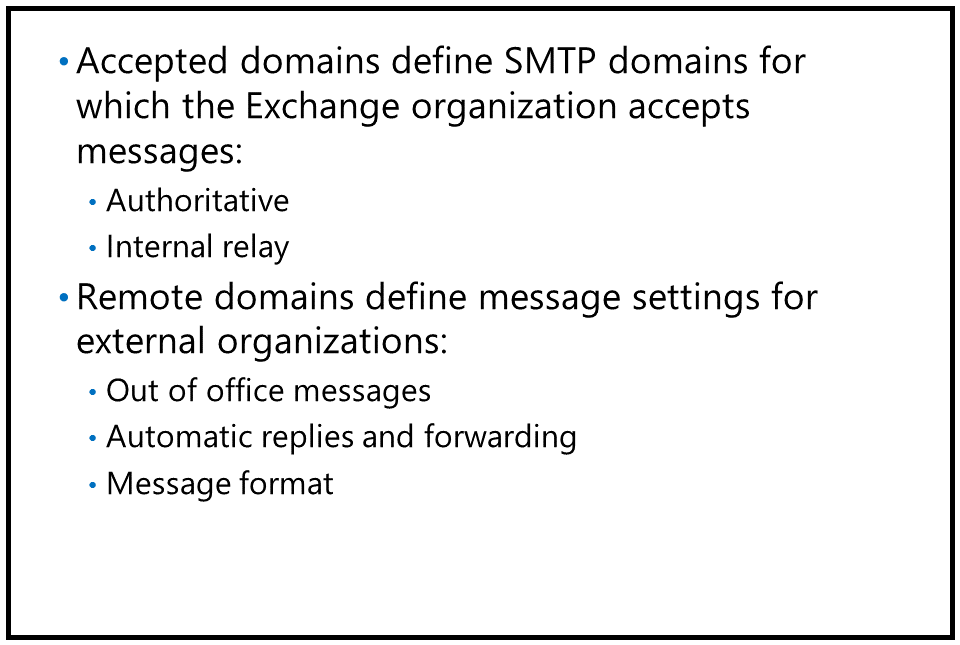 • Accepted domains define SMTP domains for
which the Exchange organization accepts
messages:
• Authoritative
• Internal relay
• Remote domains define message settings for
external organizations:
• Out of office messages
• Automatic replies and forwarding
• Message format